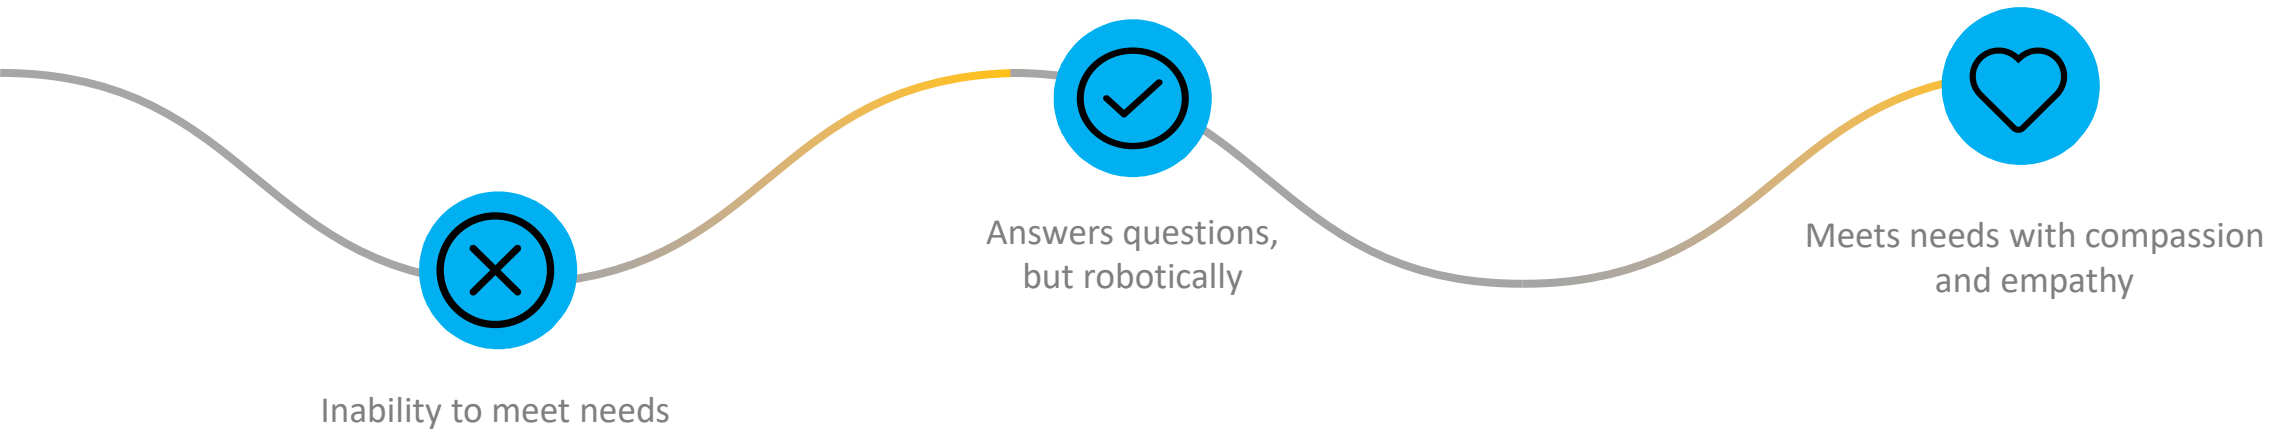 Inability to meet needs
Answers questions,
but robotically
Meets needs with compassion
and empathy